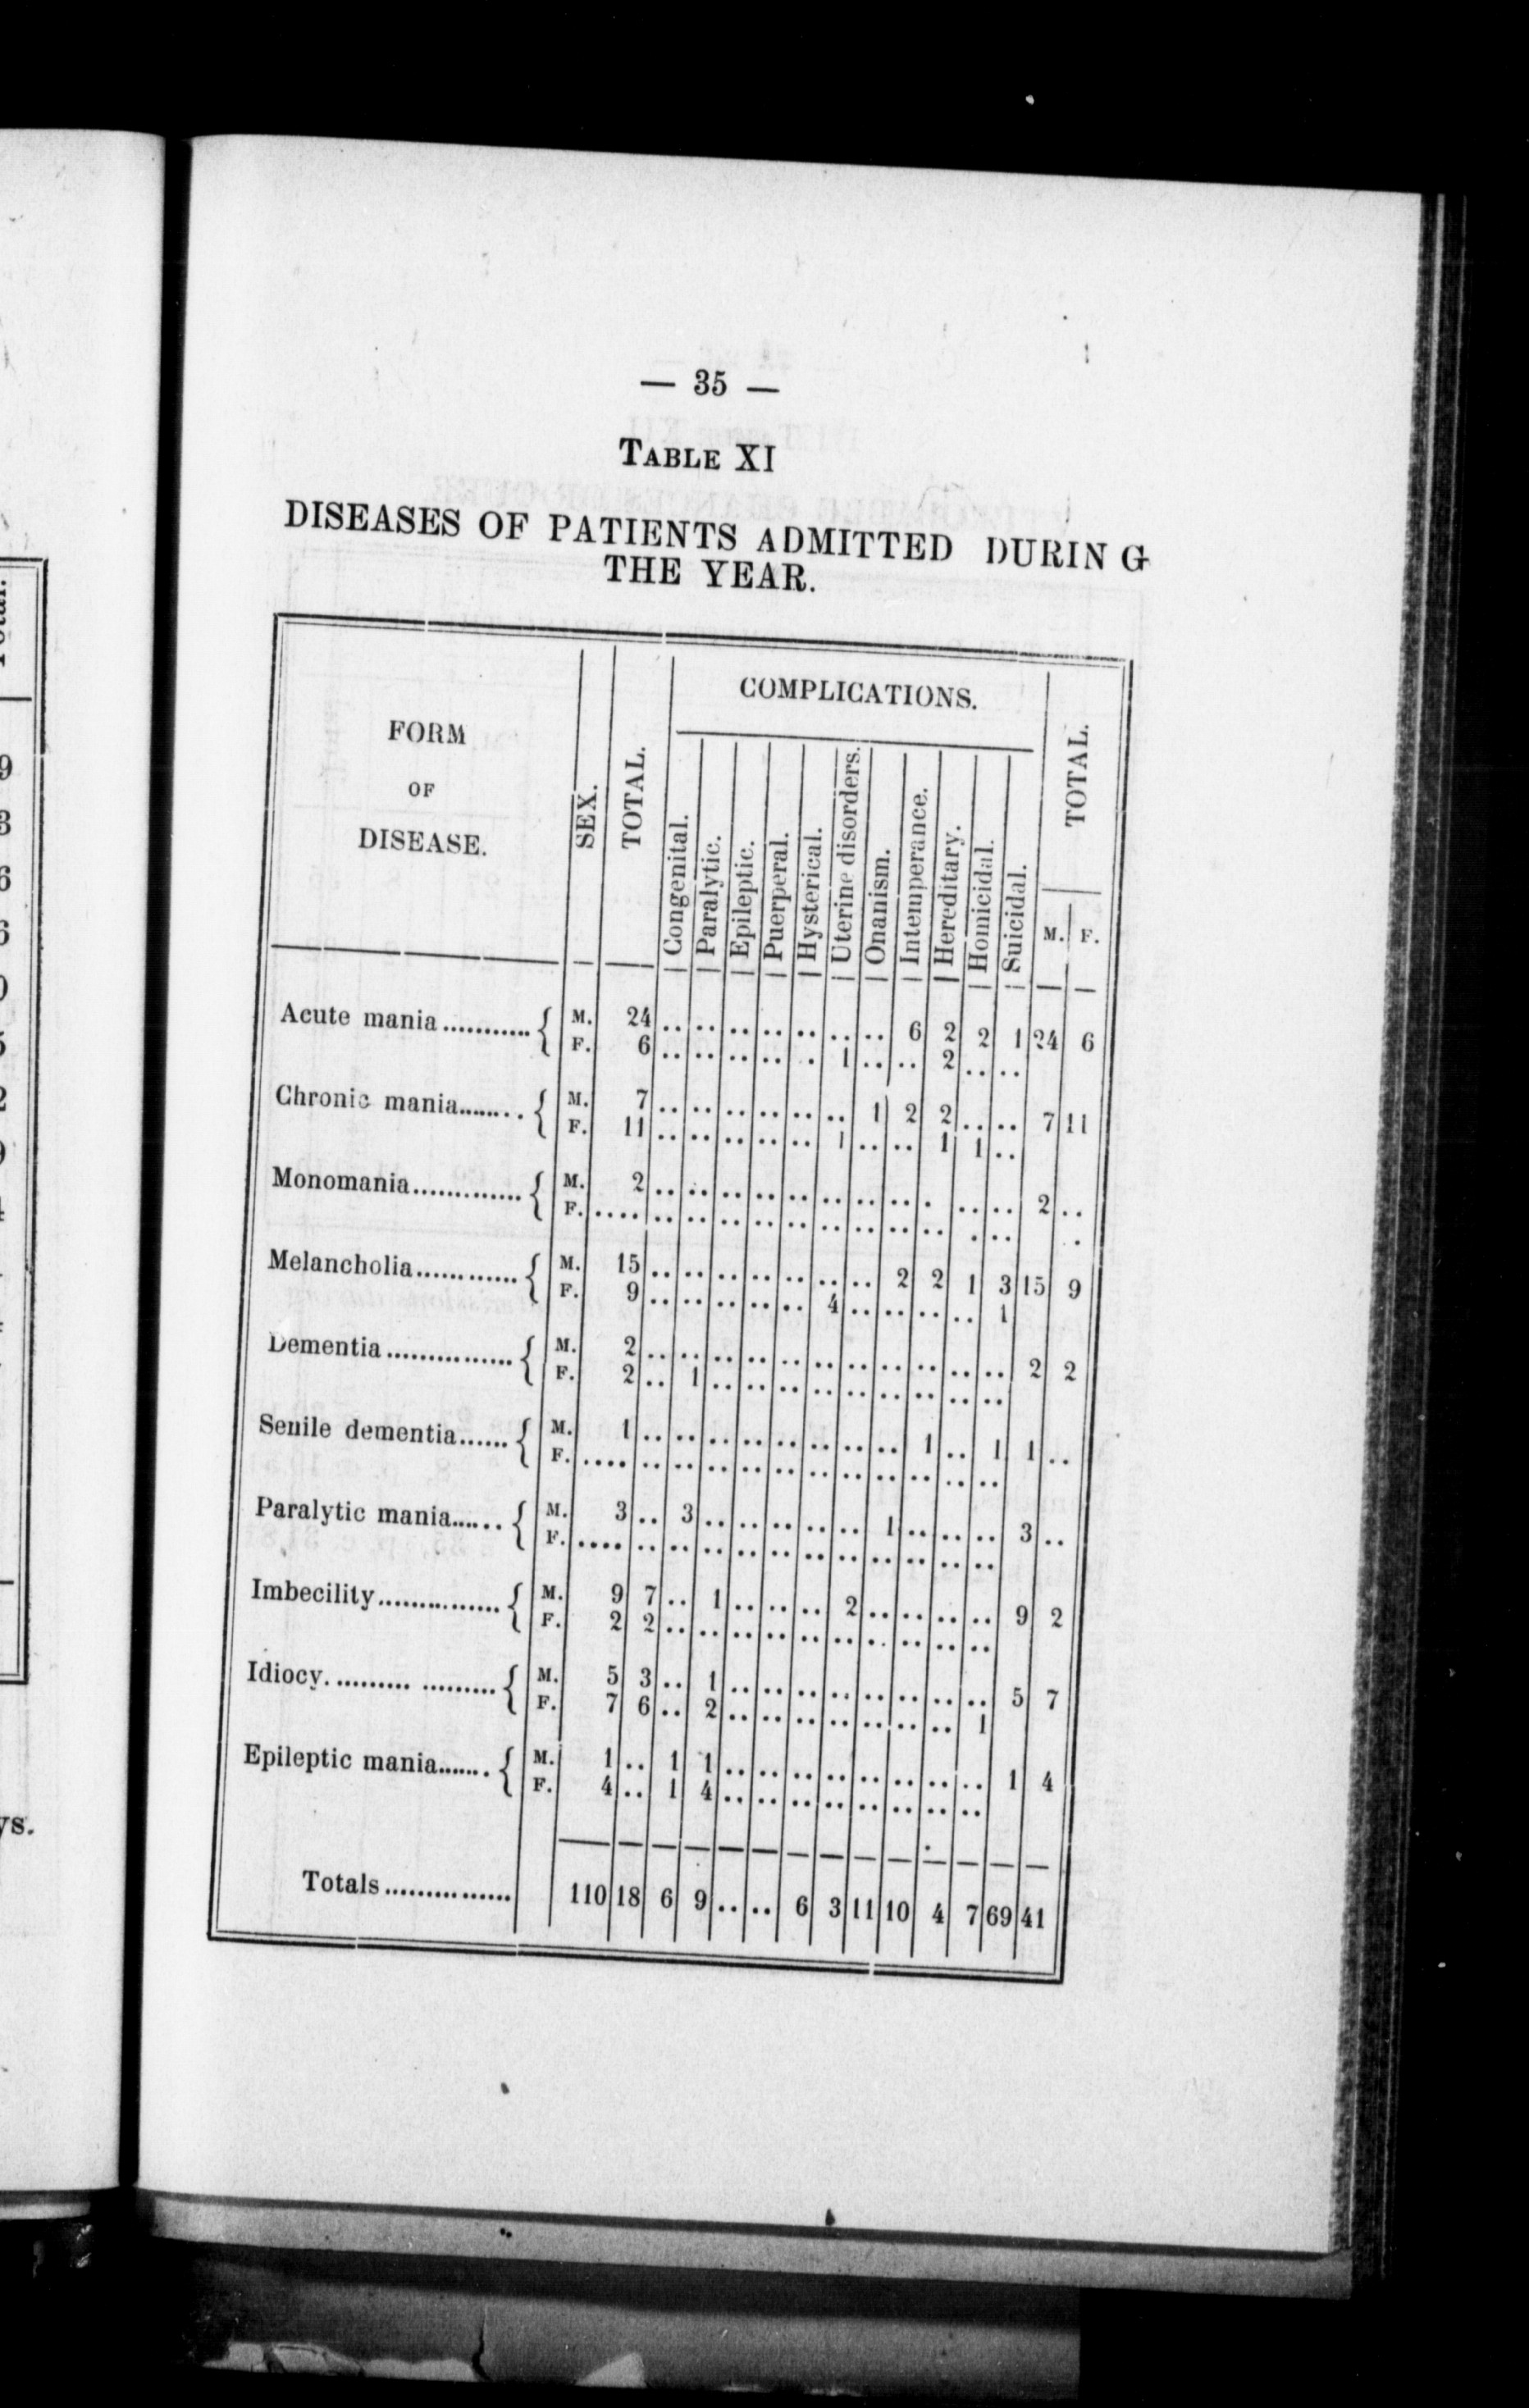 — 35 —
TABLE XI
DISEASES OF PATIENTS ADMITTED DURIN G
THE YEAR.
FORM OF DISEASE. SEX. TOTAL. COMPLICATIONS. TOTAL.
Congenital. Paralytic. Epileptic. Puerperal. Hysterical. Uterine disorders. Onanism. Intemperance. Hereditary. Homicidal. Suicidal. M. F.
Acute mania........... { M. 24 .. .. .. .. .. .. .. 6 2 2 1 24 6
F. 6 .. .. .. .. . 1 .. .. 2 .. ..
Chronic mania........ { M. 7 .. .. .. .. .. .. 1 2 2 .. .. 7 11
F. 11 .. .. .. .. .. 1 .. .. 1 1 ..
Monomania............. { M. 2 .. .. .. .. .. .. .. .. . .. .. 2 ..
F. .... .. .. .. .. .. .. .. .. .. . .. .
Melancholia............ { M. 15 .. .. .. .. .. .. .. 2 2 1 3 15 9
F. 9 .. .. .. .. .. 4 .. .. .. .. 1
Dementia............... { M. 2 .. .. .. .. .. .. .. .. .. .. .. 2 2
F. 2 .. 1 .. .. .. .. .. .. .. .. ..
Senile dementia...... { M. 1 .. .. .. .. .. .. .. .. 1 .. 1 1 ..
F. .... .. .. .. .. .. .. .. .. .. .. ..
Paralytic mania...... { M. 3 .. 3 .. .. .. .. .. 1 .. .. .. 3 ..
F. .... .. .. .. .. .. .. .. .. .. .. ..
Imbecility............... { M. 9 7 .. 1 .. .. .. 2 .. .. .. .. 9 2
F. 2 2 .. .. .. .. .. .. .. .. .. ..
Idiocy.......... ......... { M. 5 3 .. 1 .. .. .. .. .. .. .. .. 5 7
F. 7 6 .. 2 .. .. .. .. .. .. .. 1
Epileptic mania....... { M. 1 .. 1 1 .. .. .. .. .. .. .. .. 1 4
F. 4 .. 1 4 .. .. .. .. .. .. .. ..
Totals............... 110 18 6 9 .. .. 6 3 11 10 4 7 69 41